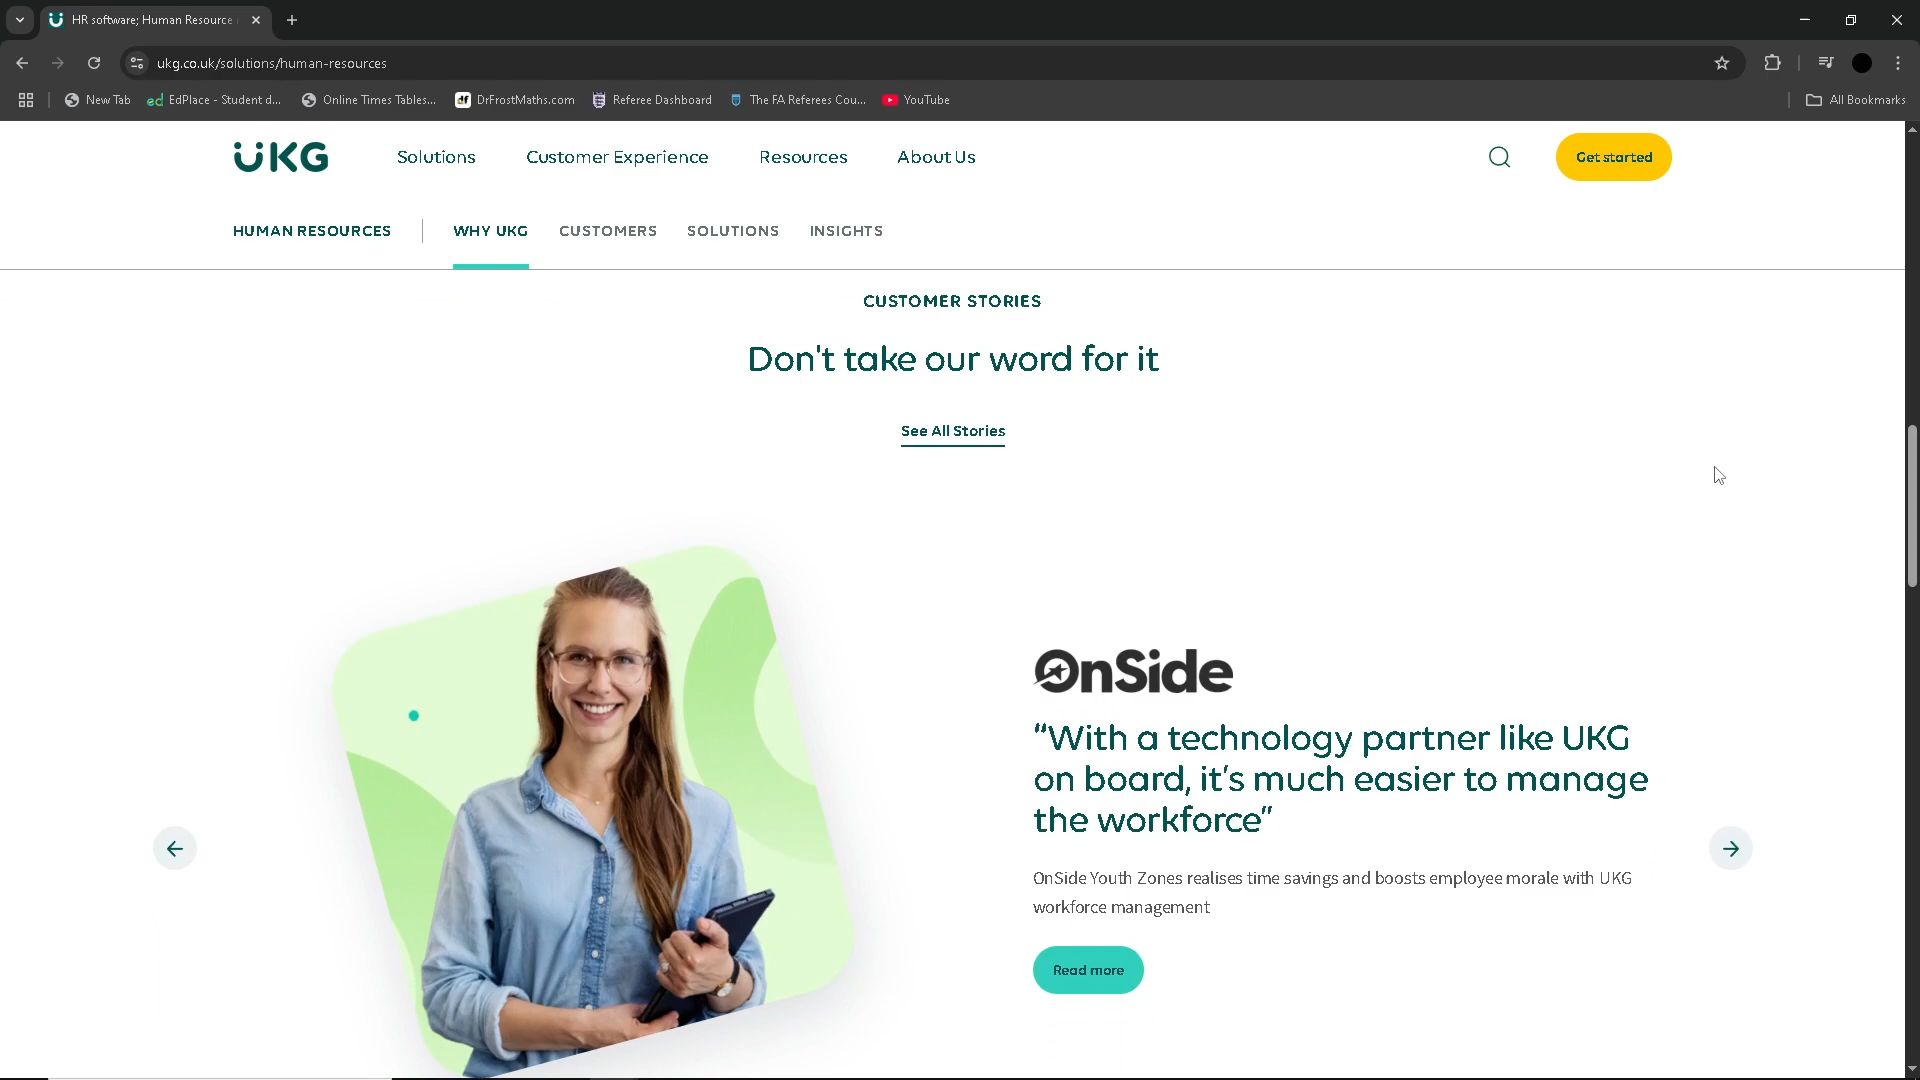 HR software; Human Resource
ukg.co.uk/solutions/human-resources
New Tab
EdPlace - Student d...
Online Times Tables...
DrFrostMaths.com
Referee Dashboard
The FA Referees Cou...
YouTube
All Bookmarks
UKG
Solutions
Customer Experience
Resources
About Us
Get started
HUMAN RESOURCES
WHY UKG
CUSTOMERS
SOLUTIONS
INSIGHTS
CUSTOMER STORIES
Don't take our word for it
See All Stories
OnSide
“With a technology partner like UKG
on board, it’s much easier to manage
the workforce”
OnSide Youth Zones realises time savings and boosts employee morale with UKG
workforce management
Read more